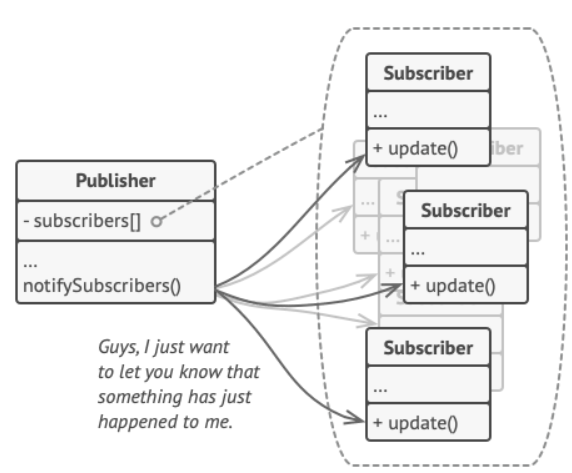 Subscriber
...
+ update()
Publisher
- subscribers[]
...
notifySubscribers()
Subscriber
...
+ update()
Guys, I just want
to let you know that
something has just
happened to me.
Subscriber
...
+ update()